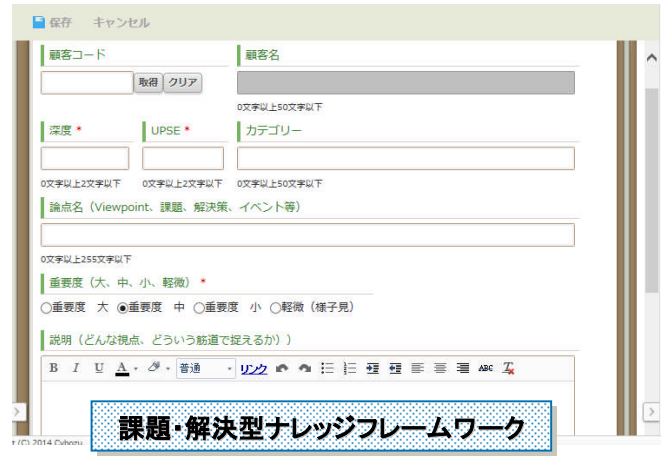 保存 キャンセル
顧客コード 顧客名
取得 クリア
0文字以上50文字以下
深度 * UPSE * カテゴリー
0文字以上2文字以下 0文字以上2文字以下 0文字以上50文字以下
論点名（Viewpoint、課題、解決策、イベント等）
0文字以上255文字以下
重要度（大、中、小、軽微） *
重要度 大 重要度 中 重要度 小 軽微（様子見）
説明（どんな視点、どういう筋道で捉えるか））
B I U A 普通 リンク ABC
課題・解決型ナレッジフレームワーク
t (C) 2014 Cybozu